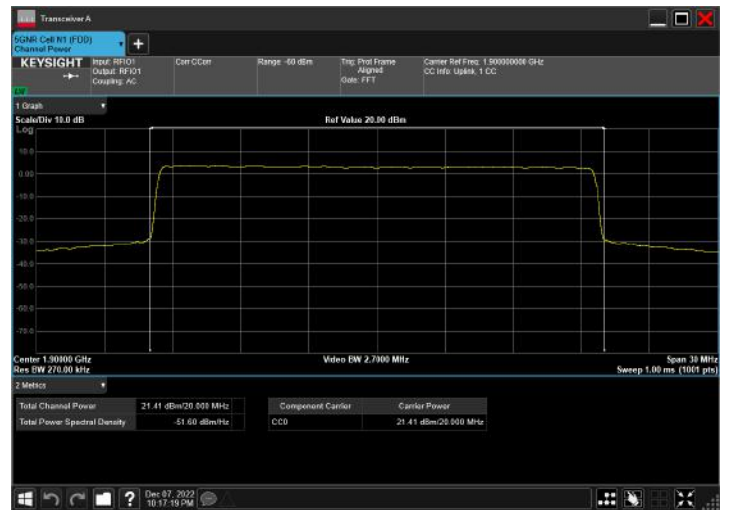 Transceiver A
5GNR Cell N1 (FDD)
Channel Power
KEYSIGHT
Input: RFIO1
Output: RFIO1
Coupling: AC
Corr CCorr
Range: -60 dBm
Trig: Prot Frame
Aligned
Gate: FFT
Carrier Ref Freq: 1.900000000 GHz
CC Info: Uplink, 1 CC
1 Graph
Scale/Div 10.0 dB
Ref Value 20.00 dBm
Log
10.0
0.00
-10.0
-20.0
-30.0
-40.0
-50.0
-60.0
-70.0
Center 1.90000 GHz
Video BW 2.7000 MHz
Span 30 MHz
Res BW 270.00 kHz
Sweep 1.00 ms (1001 pts)
2 Metrics
Total Channel Power 21.41 dBm/20.000 MHz
Total Power Spectral Density -51.60 dBm/Hz
Component Carrier Carrier Power
CC0 21.41 dBm/20.000 MHz
Dec 07, 2022
10:17:19 PM